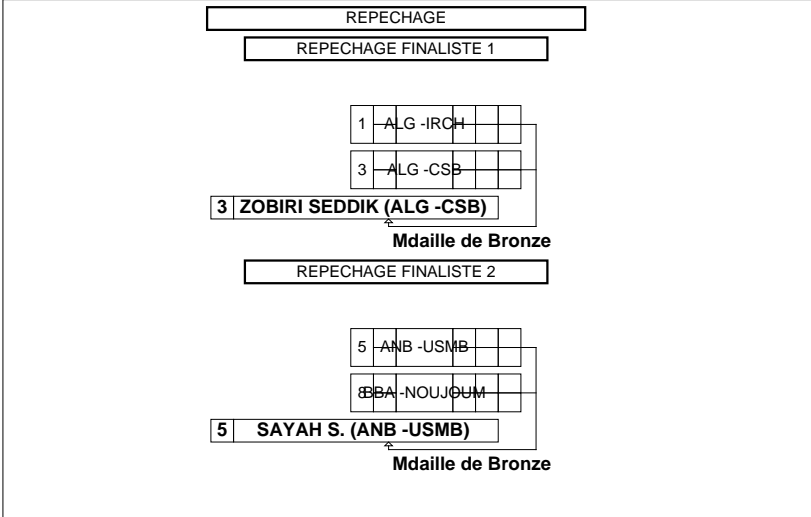 REPECHAGE
REPECHAGE FINALISTE 1
1 ALG -IRCH
3 ALG -CSB
3 ZOBIRI SEDDIK (ALG -CSB)
Mdaille de Bronze
REPECHAGE FINALISTE 2
5 ANB -USMB
8 BBA -NOUJOUM
5 SAYAH S. (ANB -USMB)
Mdaille de Bronze